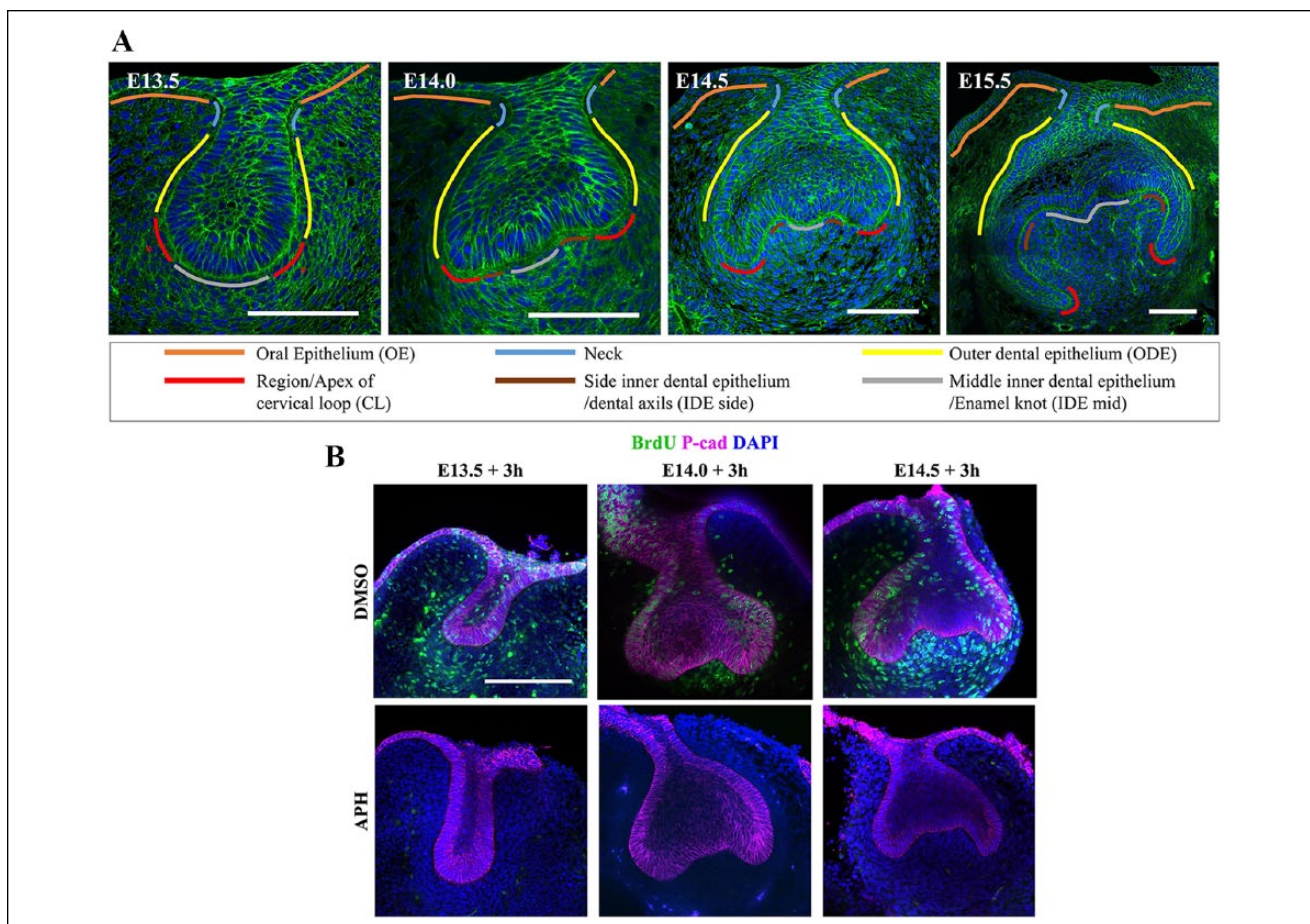 A
E13.5
E14.0
E14.5
E15.5
Oral Epithelium (OE)
Neck
Outer dental epithelium (ODE)
Region/Apex of
cervical loop (CL)
Side inner dental epithelium
/dental axils (IDE side)
Middle inner dental epithelium
/Enamel knot (IDE mid)
BrdU P-cad DAPI
B
E13.5 + 3h
E14.0 + 3h
E14.5 + 3h
DMSO
APH